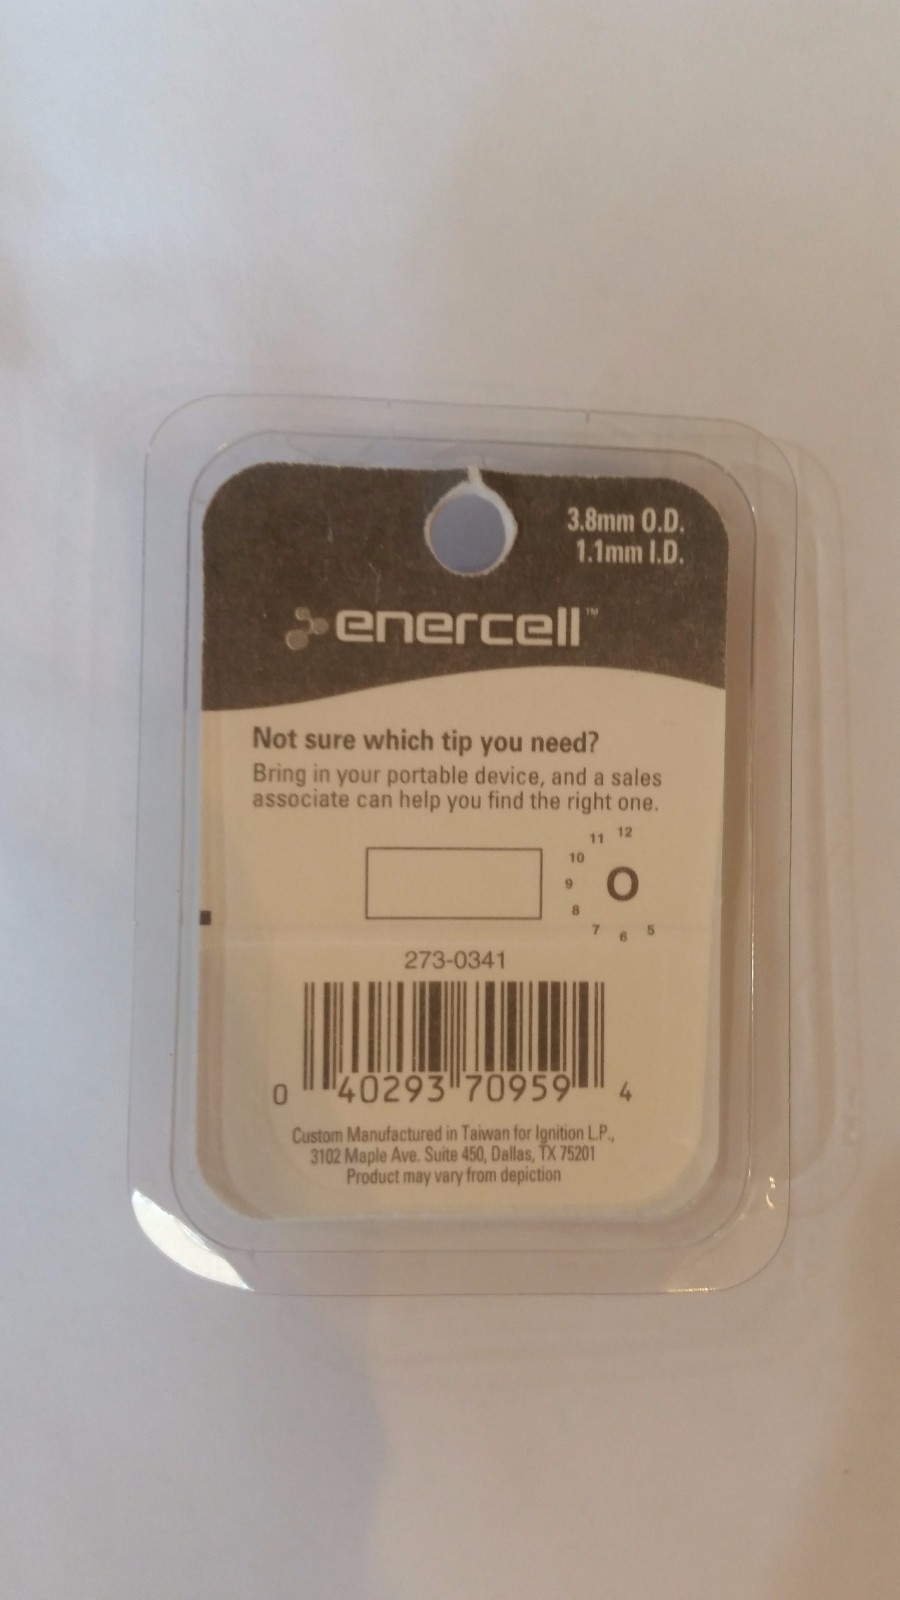 3.8mm O.D.
1.1mm I.D.
enercell™
Not sure which tip you need?
Bring in your portable device, and a sales
associate can help you find the right one.
11 12
10
9 O
8
7 6 5
273-0341
0 40293 70959 4
Custom Manufactured in Taiwan for Ignition L.P.,
3102 Maple Ave. Suite 450, Dallas, TX 75201
Product may vary from depiction